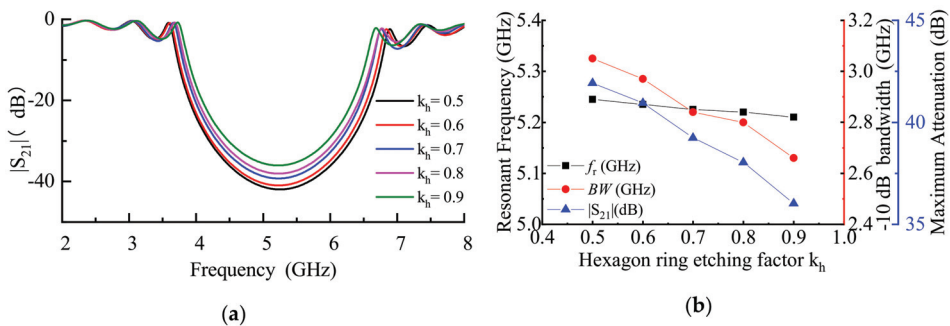 0
-20
-40
|S21|( dB)
kh = 0.5
kh = 0.6
kh = 0.7
kh = 0.8
kh = 0.9
2 3 4 5 6 7 8
Frequency (GHz)
(a)
Resonant Frequency (GHz)
5.4
5.3
5.2
5.1
5.0
fr (GHz)
BW (GHz)
|S21|(dB)
0.4 0.5 0.6 0.7 0.8 0.9 1.0
Hexagon ring etching factor kh
3.2
3.0
2.8
2.6
2.4
-10 dB bandwidth (GHz)
45
40
35
Maximum Attenuation (dB)
(b)